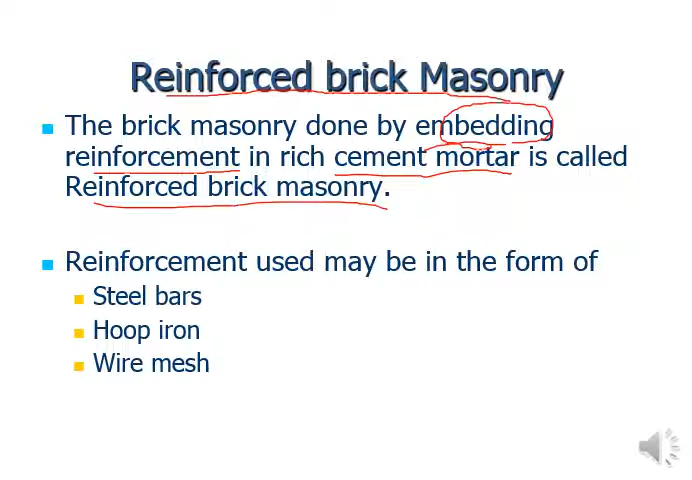 Reinforced brick Masonry
The brick masonry done by embedding
reinforcement in rich cement mortar is called
Reinforced brick masonry.
Reinforcement used may be in the form of
Steel bars
Hoop iron
Wire mesh